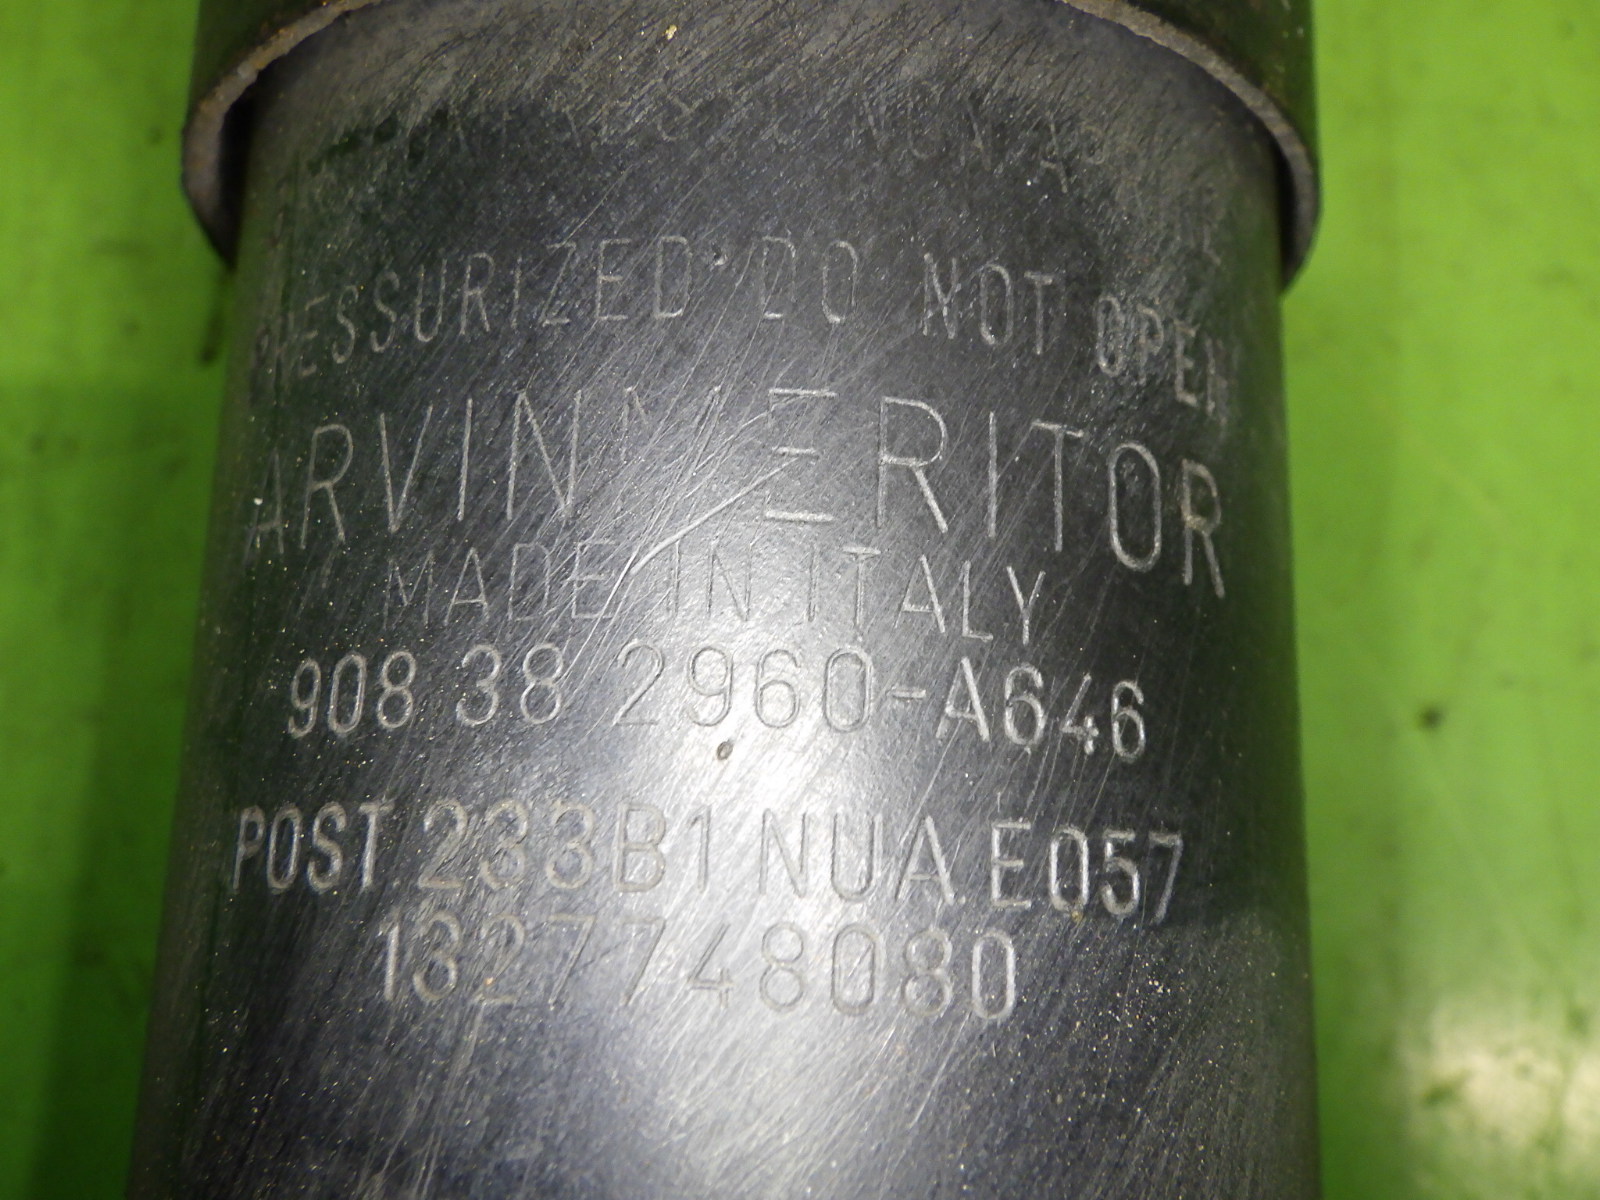 PRESSURIZED·DO NOT OPEN
ARVINMERITOR
MADE IN ITALY
908 38 2960-A646
POST.233B1 NUA.E057
1327748080